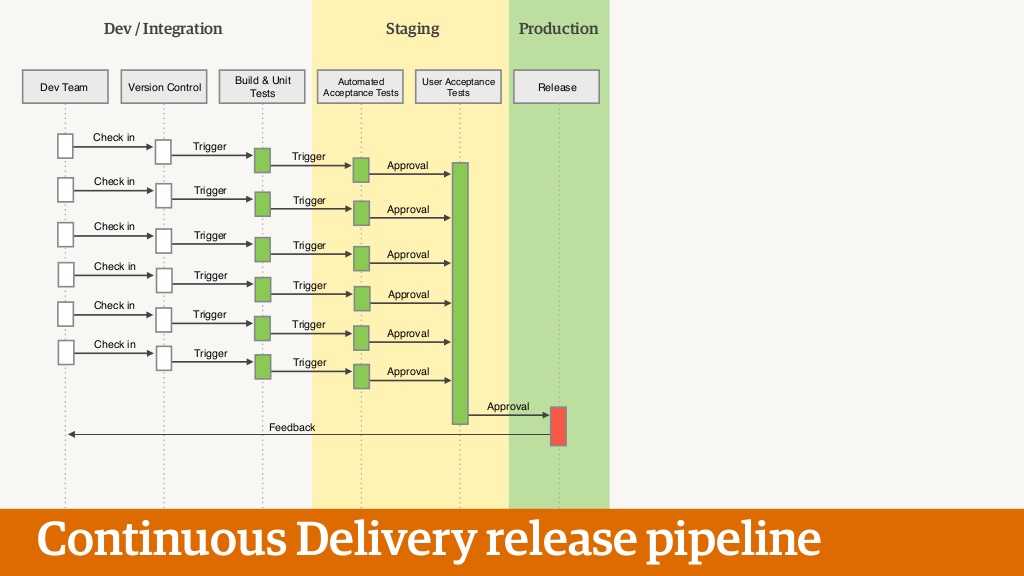 Dev / Integration
Staging
Production
Dev Team
Version Control
Build & Unit
Tests
Automated
Acceptance Tests
User Acceptance
Tests
Release
Check in
Trigger
Trigger
Approval
Check in
Trigger
Trigger
Approval
Check in
Trigger
Trigger
Approval
Check in
Trigger
Trigger
Approval
Check in
Trigger
Trigger
Approval
Check in
Trigger
Trigger
Approval
Approval
Feedback
Continuous Delivery release pipeline